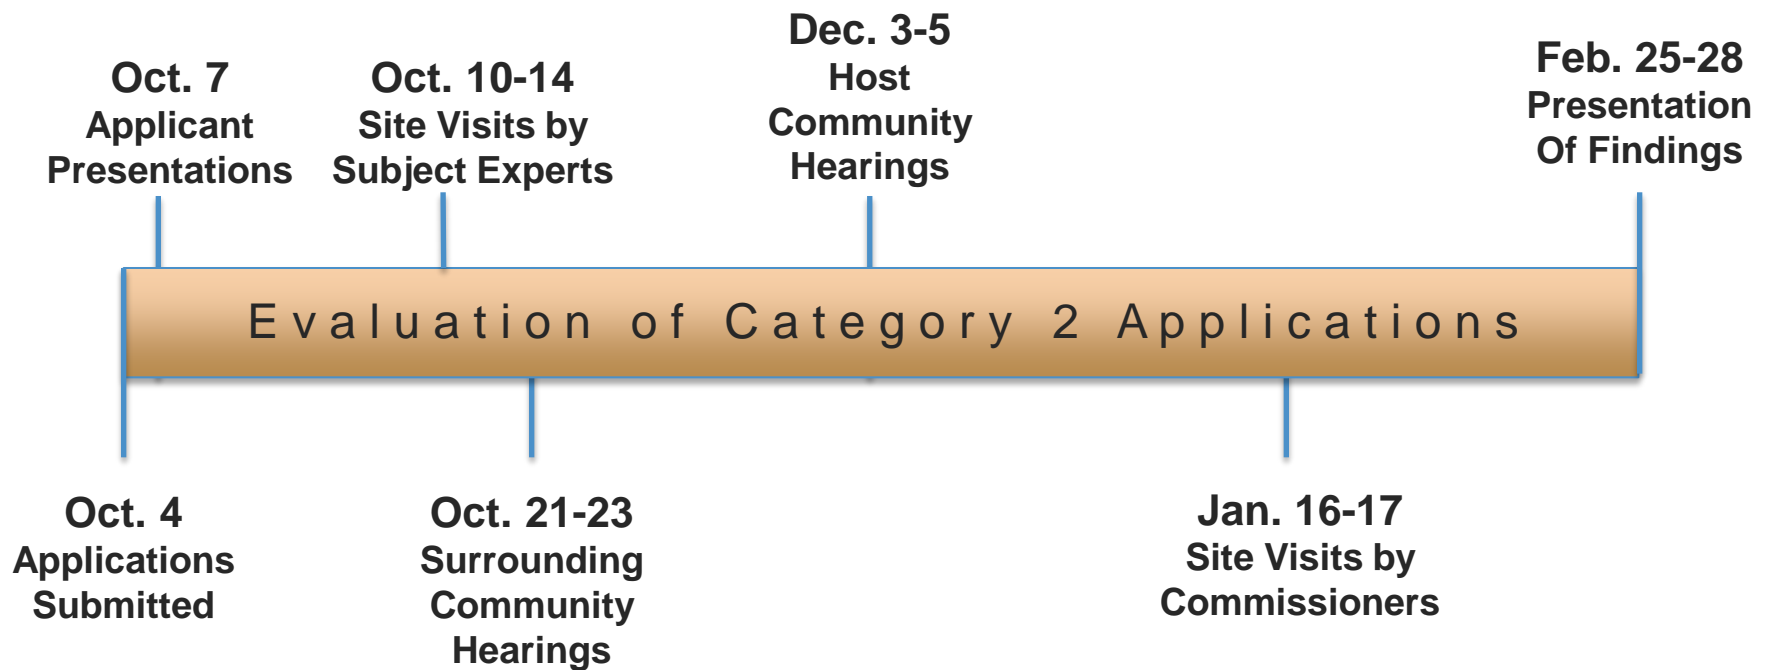 Oct. 7
Applicant
Presentations
Oct. 10-14
Site Visits by
Subject Experts
Dec. 3-5
Host
Community
Hearings
Feb. 25-28
Presentation
Of Findings
Evaluation of Category 2 Applications
Oct. 4
Applications
Submitted
Oct. 21-23
Surrounding
Community
Hearings
Jan. 16-17
Site Visits by
Commissioners